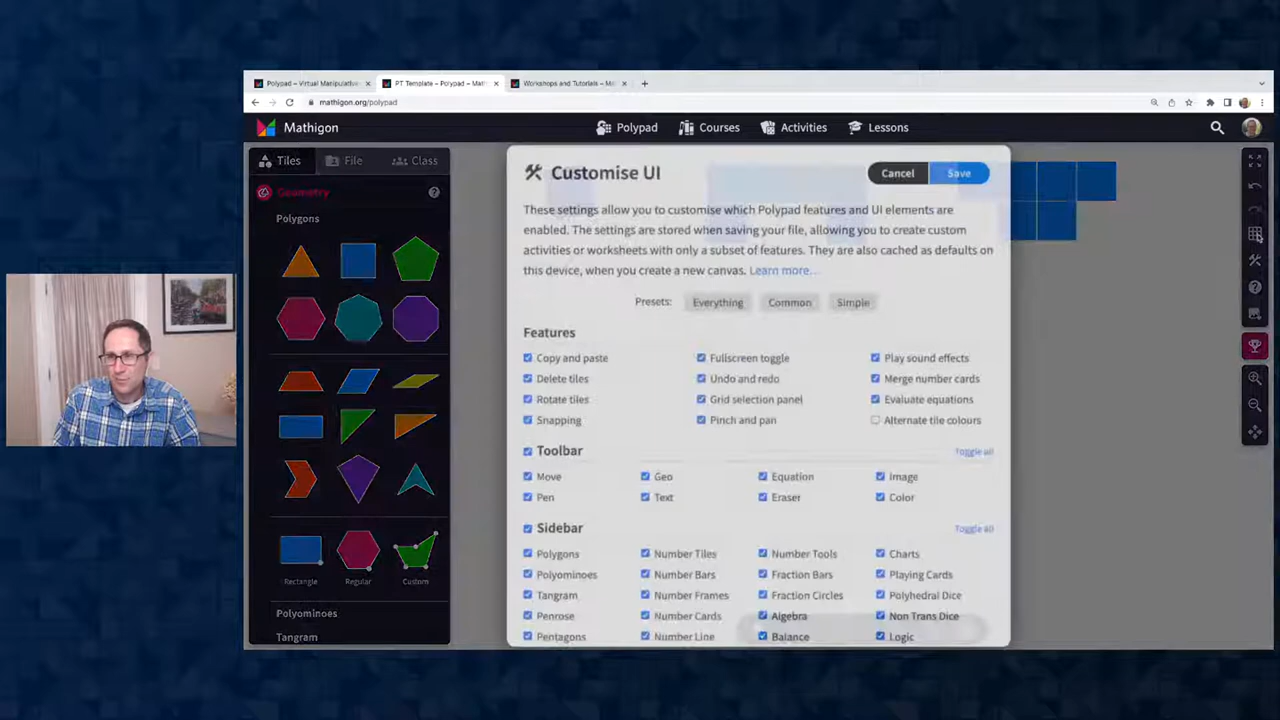 Polypad – Virtual Manipulative
PT Template – Polypad – Math
Workshops and Tutorials – Ma
mathigon.org/polypad
Mathigon
Polypad
Courses
Activities
Lessons
Tiles
File
Class
Geometry
Polygons
Rectangle
Regular
Custom
Polyominoes
Tangram
Customise UI
Cancel
Save
These settings allow you to customise which Polypad features and UI elements are
enabled. The settings are stored when saving your file, allowing you to create custom
activities or worksheets with only a subset of features. They are also cached as defaults on
this device, when you create a new canvas. Learn more…
Presets: Everything Common Simple
Features
Copy and paste Fullscreen toggle Play sound effects
Delete tiles Undo and redo Merge number cards
Rotate tiles Grid selection panel Evaluate equations
Snapping Pinch and pan Alternate tile colours
Toolbar Toggle all
Move Geo Equation Image
Pen Text Eraser Color
Sidebar Toggle all
Polygons Number Tiles Number Tools Charts
Polyominoes Number Bars Fraction Bars Playing Cards
Tangram Number Frames Fraction Circles Polyhedral Dice
Penrose Number Cards Algebra Non Trans Dice
Pentagons Number Line Balance Logic